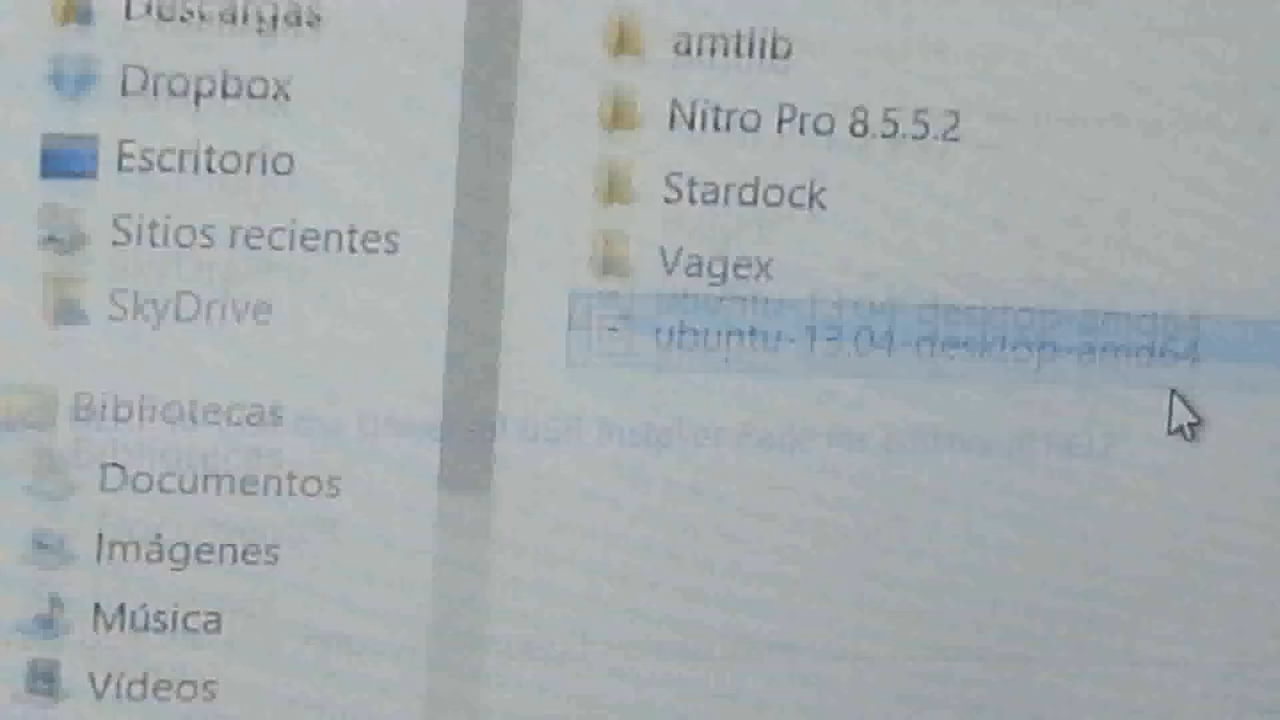 Descargas
Dropbox
Escritorio
Sitios recientes
SkyDrive
Bibliotecas
Documentos
Imágenes
Música
Vídeos
amtlib
Nitro Pro 8.5.5.2
Stardock
Vagex
ubuntu-13.04-desktop-amd64